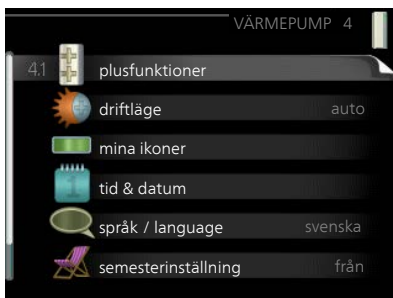 VÄRMEPUMP 4
4.1 plusfunktioner
driftläge auto
mina ikoner
tid & datum
språk / language svenska
semesterinställning från